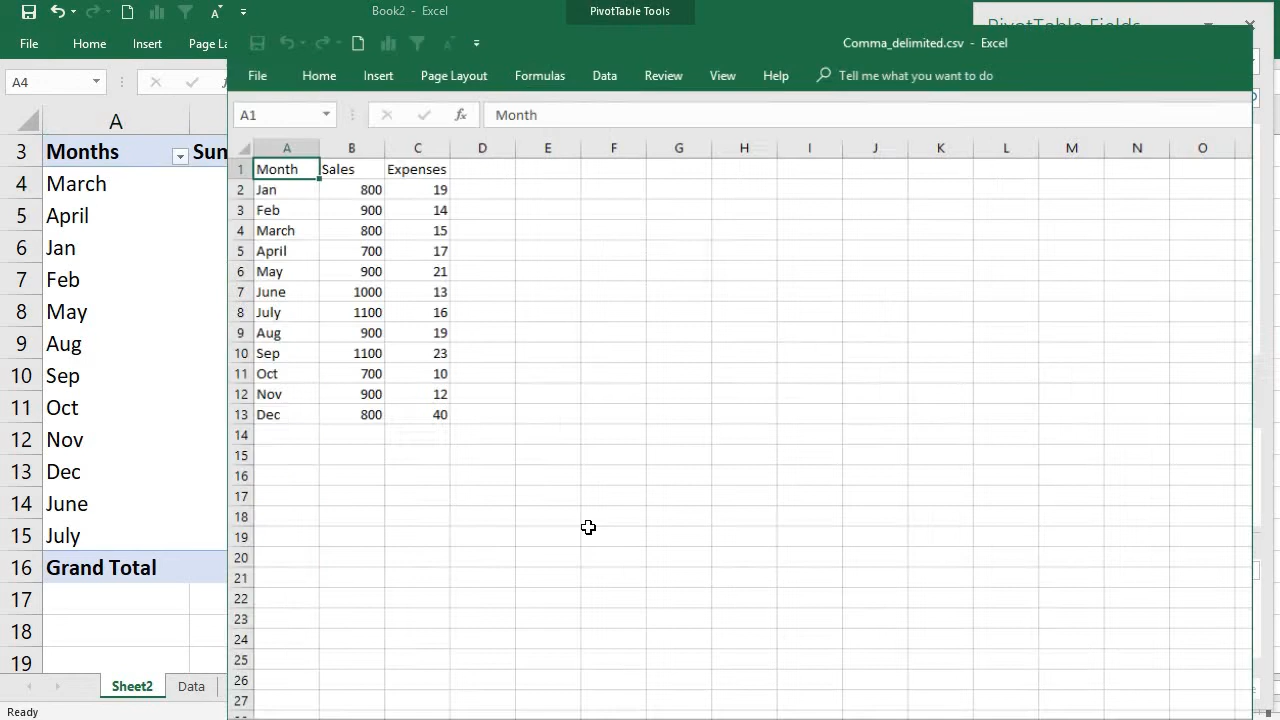 Book2 - Excel
PivotTable Tools
File Home Insert Page La
PivotTable Fields
A4
Comma_delimited.csv - Excel
File Home Insert Page Layout Formulas Data Review View Help Tell me what you want to do
A1 fx Month
A
3 Months Sun
4 March
5 April
6 Jan
7 Feb
8 May
9 Aug
10 Sep
11 Oct
12 Nov
13 Dec
14 June
15 July
16 Grand Total
17
18
19
Sheet2 Data
Ready
A B C D E F G H I J K L M N O
1 Month Sales Expenses
2 Jan 800 19
3 Feb 900 14
4 March 800 15
5 April 700 17
6 May 900 21
7 June 1000 13
8 July 1100 16
9 Aug 900 19
10 Sep 1100 23
11 Oct 700 10
12 Nov 900 12
13 Dec 800 40
14
15
16
17
18
19
20
21
22
23
24
25
26
27